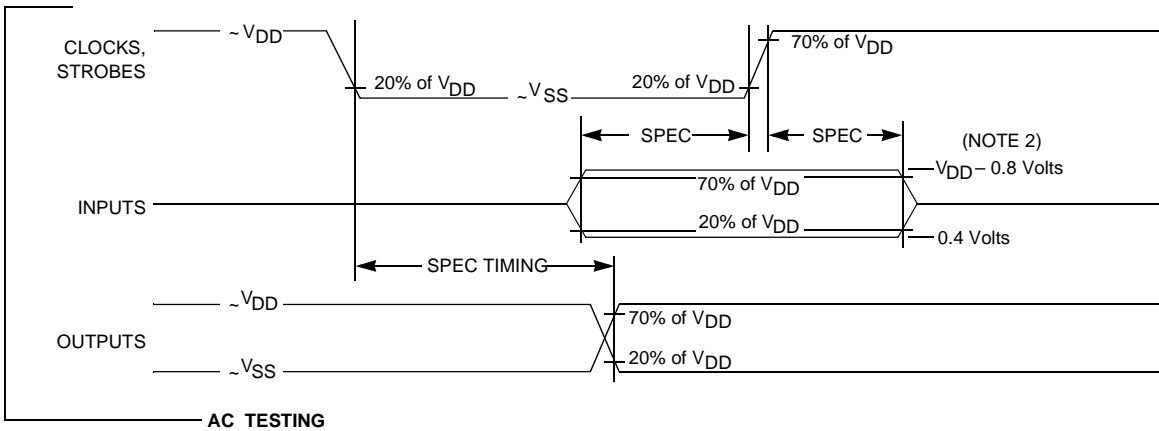 CLOCKS,
STROBES
~ VDD
20% of VDD
~ VSS
20% of VDD
70% of VDD
SPEC
SPEC
(NOTE 2)
VDD – 0.8 Volts
INPUTS
70% of VDD
20% of VDD
0.4 Volts
SPEC TIMING
OUTPUTS
~ VDD
70% of VDD
20% of VDD
~ VSS
AC TESTING